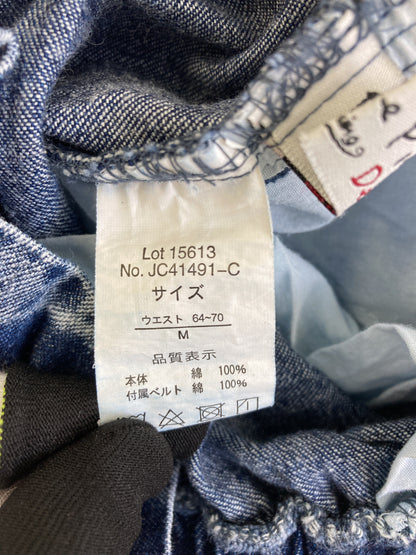 Lot 15613
No. JC41491-C
サイズ
ウエスト 64~70
M
品質表示
本体 綿 100%
付属ベルト 綿 100%